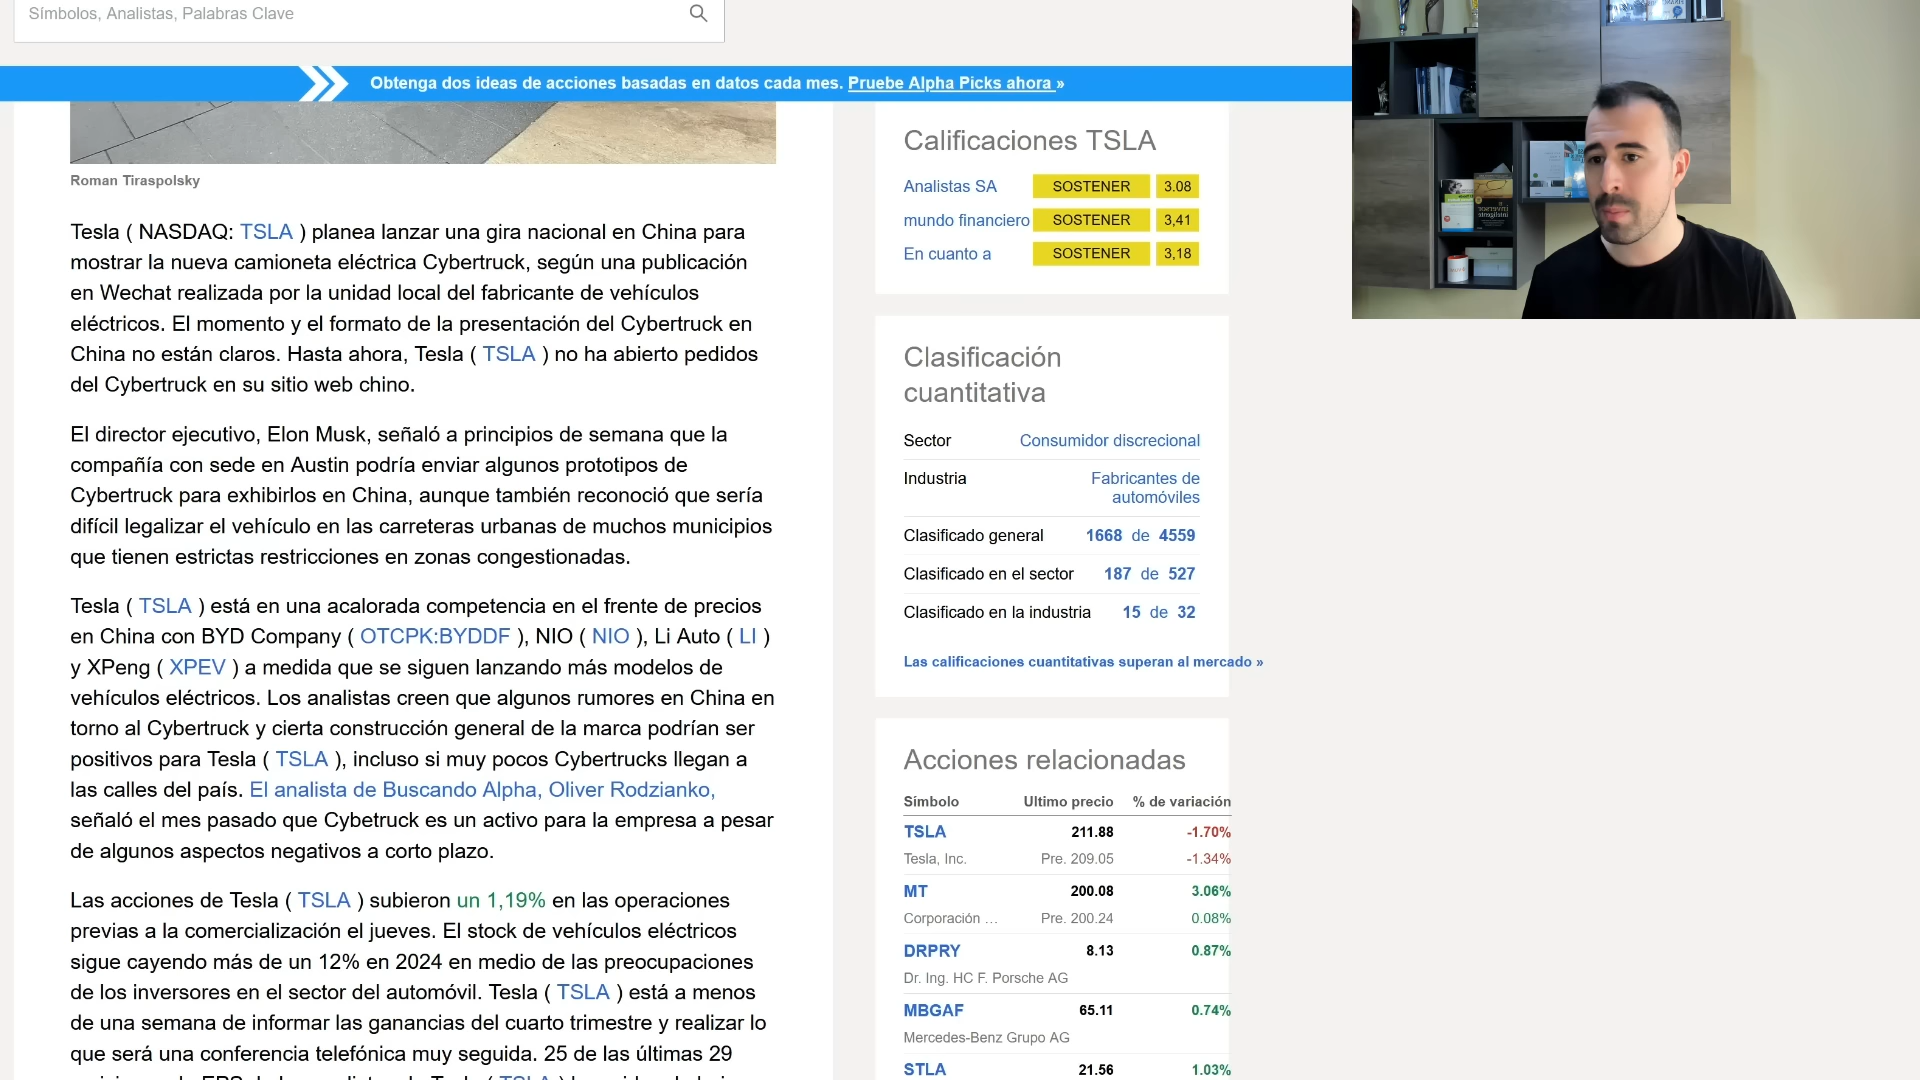 Símbolos, Analistas, Palabras Clave
Obtenga dos ideas de acciones basadas en datos cada mes. Pruebe Alpha Picks ahora »
Roman Tiraspolsky
Tesla ( NASDAQ: TSLA ) planea lanzar una gira nacional en China para
mostrar la nueva camioneta eléctrica Cybertruck, según una publicación
en Wechat realizada por la unidad local del fabricante de vehículos
eléctricos. El momento y el formato de la presentación del Cybertruck en
China no están claros. Hasta ahora, Tesla ( TSLA ) no ha abierto pedidos
del Cybertruck en su sitio web chino.
El director ejecutivo, Elon Musk, señaló a principios de semana que la
compañía con sede en Austin podría enviar algunos prototipos de
Cybertruck para exhibirlos en China, aunque también reconoció que sería
difícil legalizar el vehículo en las carreteras urbanas de muchos municipios
que tienen estrictas restricciones en zonas congestionadas.
Tesla ( TSLA ) está en una acalorada competencia en el frente de precios
en China con BYD Company ( OTCPK:BYDDF ), NIO ( NIO ), Li Auto ( LI )
y XPeng ( XPEV ) a medida que se siguen lanzando más modelos de
vehículos eléctricos. Los analistas creen que algunos rumores en China en
torno al Cybertruck y cierta construcción general de la marca podrían ser
positivos para Tesla ( TSLA ), incluso si muy pocos Cybertrucks llegan a
las calles del país. El analista de Buscando Alpha, Oliver Rodzianko,
señaló el mes pasado que Cybetruck es un activo para la empresa a pesar
de algunos aspectos negativos a corto plazo.
Las acciones de Tesla ( TSLA ) subieron un 1,19% en las operaciones
previas a la comercialización el jueves. El stock de vehículos eléctricos
sigue cayendo más de un 12% en 2024 en medio de las preocupaciones
de los inversores en el sector del automóvil. Tesla ( TSLA ) está a menos
de una semana de informar las ganancias del cuarto trimestre y realizar lo
que será una conferencia telefónica muy seguida. 25 de las últimas 29
Calificaciones TSLA
Analistas SA SOSTENER 3.08
mundo financiero SOSTENER 3,41
En cuanto a SOSTENER 3,18
Clasificación
cuantitativa
Sector Consumidor discrecional
Industria Fabricantes de
automóviles
Clasificado general 1668 de 4559
Clasificado en el sector 187 de 527
Clasificado en la industria 15 de 32
Las calificaciones cuantitativas superan al mercado »
Acciones relacionadas
Símbolo Ultimo precio % de variación
TSLA 211.88 -1.70%
Tesla, Inc. Pre. 209.05 -1.34%
MT 200.08 3.06%
Corporación … Pre. 200.24 0.08%
DRPRY 8.13 0.87%
Dr. Ing. HC F. Porsche AG
MBGAF 65.11 0.74%
Mercedes-Benz Grupo AG
STLA 21.56 1.03%